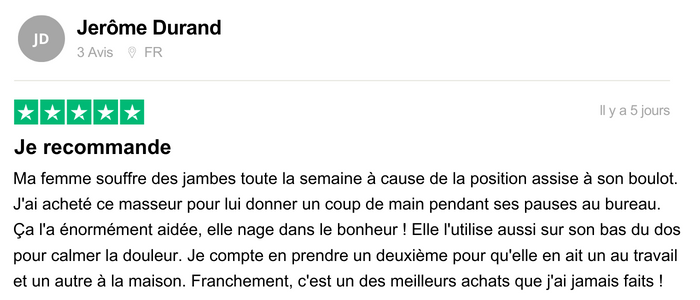 JD
Jerôme Durand
3 Avis FR
Il y a 5 jours
Je recommande
Ma femme souffre des jambes toute la semaine à cause de la position assise à son boulot.
J'ai acheté ce masseur pour lui donner un coup de main pendant ses pauses au bureau.
Ça l'a énormément aidée, elle nage dans le bonheur ! Elle l'utilise aussi sur son bas du dos
pour calmer la douleur. Je compte en prendre un deuxième pour qu'elle en ait un au travail
et un autre à la maison. Franchement, c'est un des meilleurs achats que j'ai jamais faits !